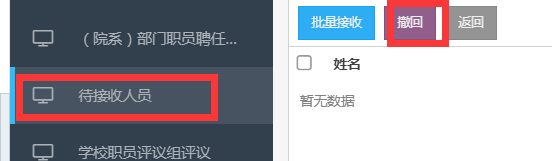 （院系）部门职员聘任...
待接收人员
学校职员评议组评议
批量接收 撤回 返回
姓名
暂无数据